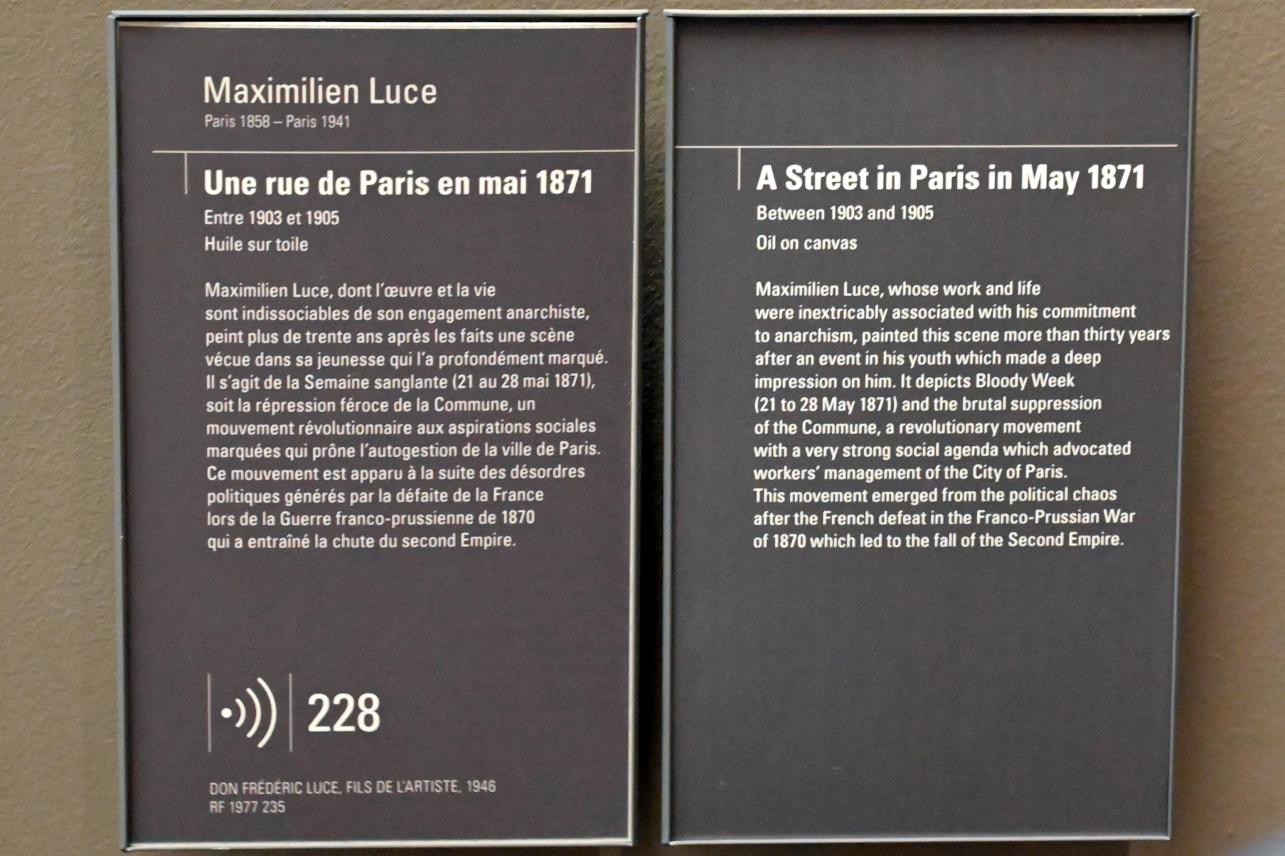 Maximilien Luce
Paris 1858 – Paris 1941
Une rue de Paris en mai 1871
Entre 1903 et 1905
Huile sur toile
Maximilien Luce, dont l'œuvre et la vie
sont indissociables de son engagement anarchiste,
peint plus de trente ans après les faits une scène
vécue dans sa jeunesse qui l'a profondément marqué.
Il s'agit de la Semaine sanglante (21 au 28 mai 1871),
soit la répression féroce de la Commune, un
mouvement révolutionnaire aux aspirations sociales
marquées qui prône l'autogestion de la ville de Paris.
Ce mouvement est apparu à la suite des désordres
politiques générés par la défaite de la France
lors de la Guerre franco-prussienne de 1870
qui a entraîné la chute du second Empire.
228
DON FRÉDÉRIC LUCE, FILS DE L'ARTISTE, 1946
RF 1977 235
A Street in Paris in May 1871
Between 1903 and 1905
Oil on canvas
Maximilien Luce, whose work and life
were inextricably associated with his commitment
to anarchism, painted this scene more than thirty years
after an event in his youth which made a deep
impression on him. It depicts Bloody Week
(21 to 28 May 1871) and the brutal suppression
of the Commune, a revolutionary movement
with a very strong social agenda which advocated
workers' management of the City of Paris.
This movement emerged from the political chaos
after the French defeat in the Franco-Prussian War
of 1870 which led to the fall of the Second Empire.